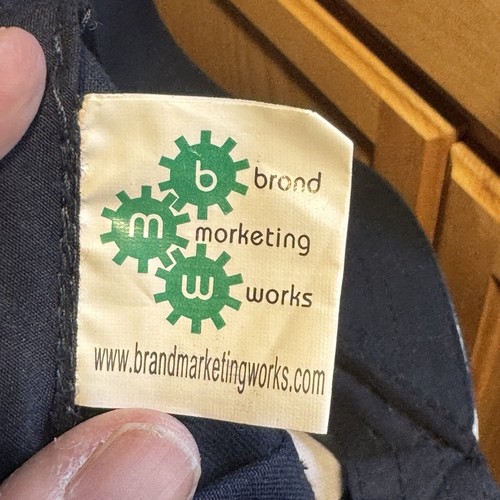 b brand
m marketing
w works
www.brandmarketingworks.com